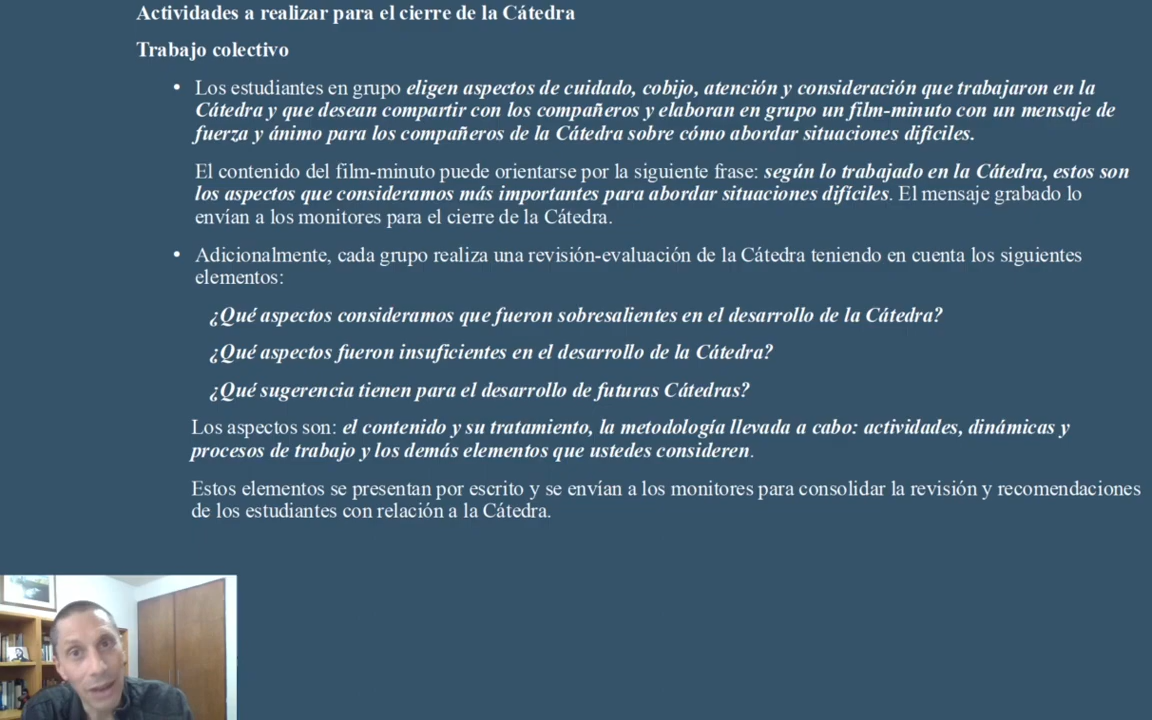 Actividades a realizar para el cierre de la Cátedra
Trabajo colectivo
• Los estudiantes en grupo eligen aspectos de cuidado, cobijo, atención y consideración que trabajaron en la
Cátedra y que desean compartir con los compañeros y elaboran en grupo un film-minuto con un mensaje de
fuerza y ánimo para los compañeros de la Cátedra sobre cómo abordar situaciones difíciles.
El contenido del film-minuto puede orientarse por la siguiente frase: según lo trabajado en la Cátedra, estos son
los aspectos que consideramos más importantes para abordar situaciones difíciles. El mensaje grabado lo
envían a los monitores para el cierre de la Cátedra.
• Adicionalmente, cada grupo realiza una revisión-evaluación de la Cátedra teniendo en cuenta los siguientes
elementos:
¿Qué aspectos consideramos que fueron sobresalientes en el desarrollo de la Cátedra?
¿Qué aspectos fueron insuficientes en el desarrollo de la Cátedra?
¿Qué sugerencia tienen para el desarrollo de futuras Cátedras?
Los aspectos son: el contenido y su tratamiento, la metodología llevada a cabo: actividades, dinámicas y
procesos de trabajo y los demás elementos que ustedes consideren.
Estos elementos se presentan por escrito y se envían a los monitores para consolidar la revisión y recomendaciones
de los estudiantes con relación a la Cátedra.